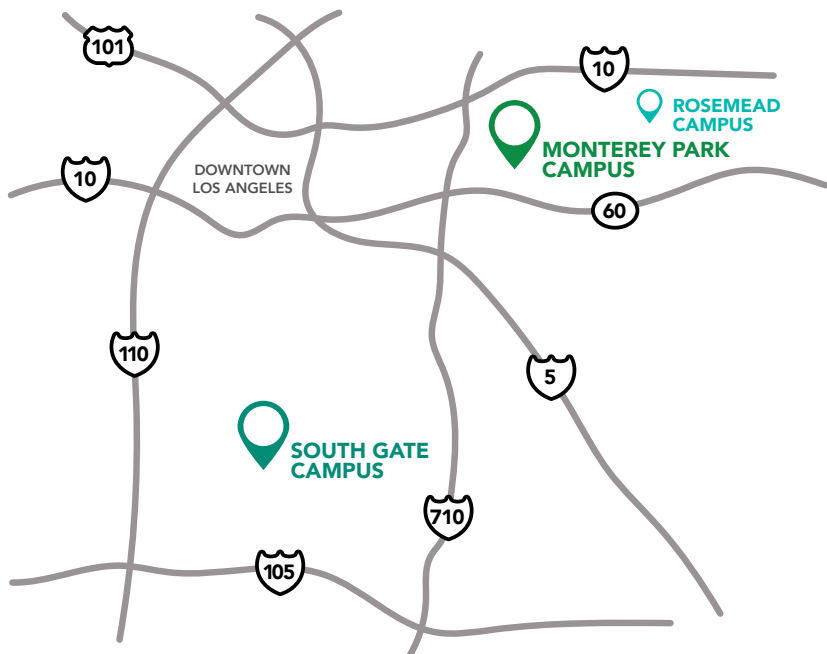 101
10
ROSEMEAD
CAMPUS
MONTEREY PARK
CAMPUS
DOWNTOWN
LOS ANGELES
10
60
110
5
SOUTH GATE
CAMPUS
710
105